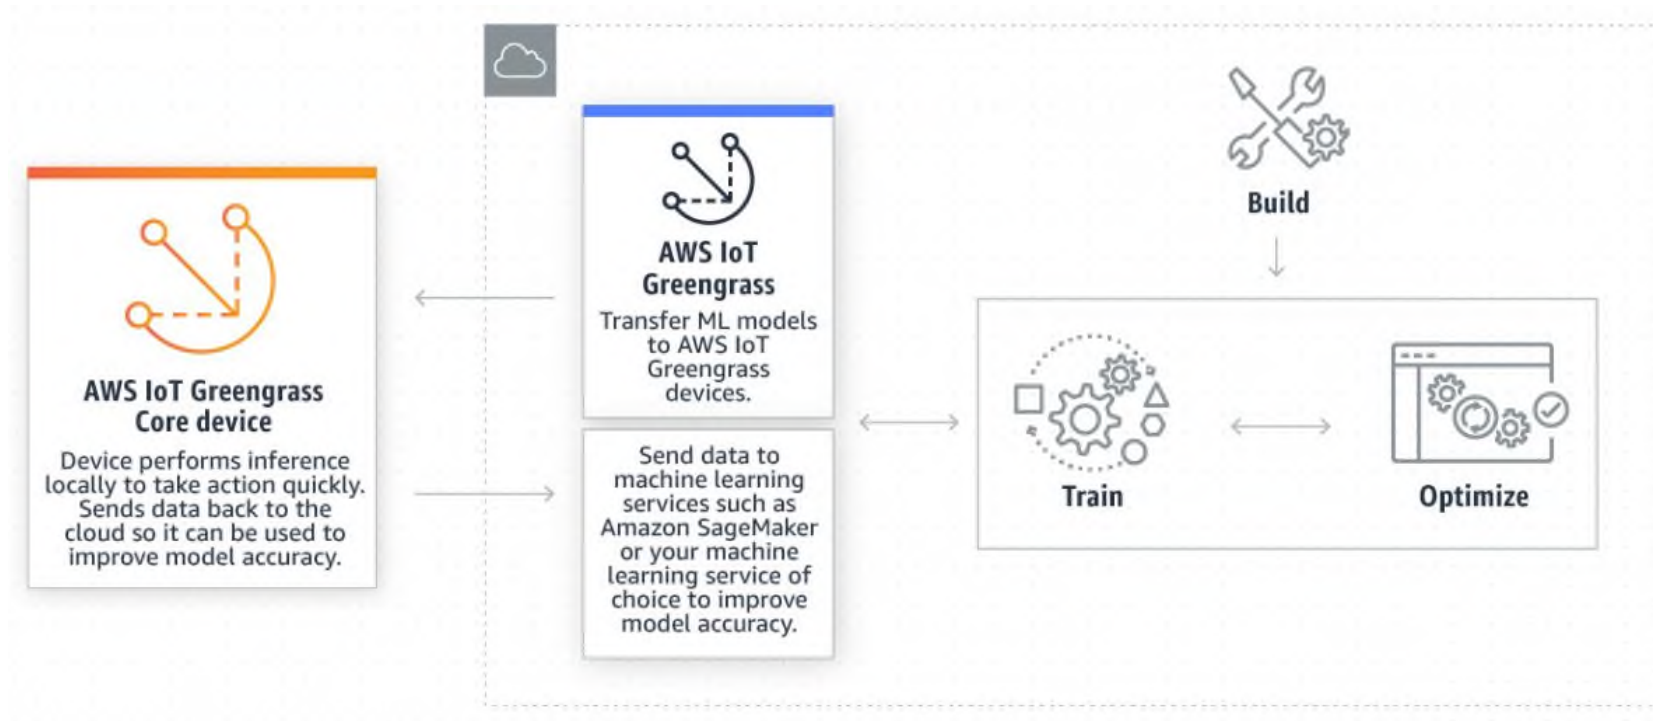 AWS IoT Greengrass
Core device
Device performs inference
locally to take action quickly.
Sends data back to the
cloud so it can be used to
improve model accuracy.
AWS IoT
Greengrass
Transfer ML models
to AWS IoT
Greengrass
devices.
Send data to
machine learning
services such as
Amazon SageMaker
or your machine
learning service of
choice to improve
model accuracy.
Build
Train
Optimize